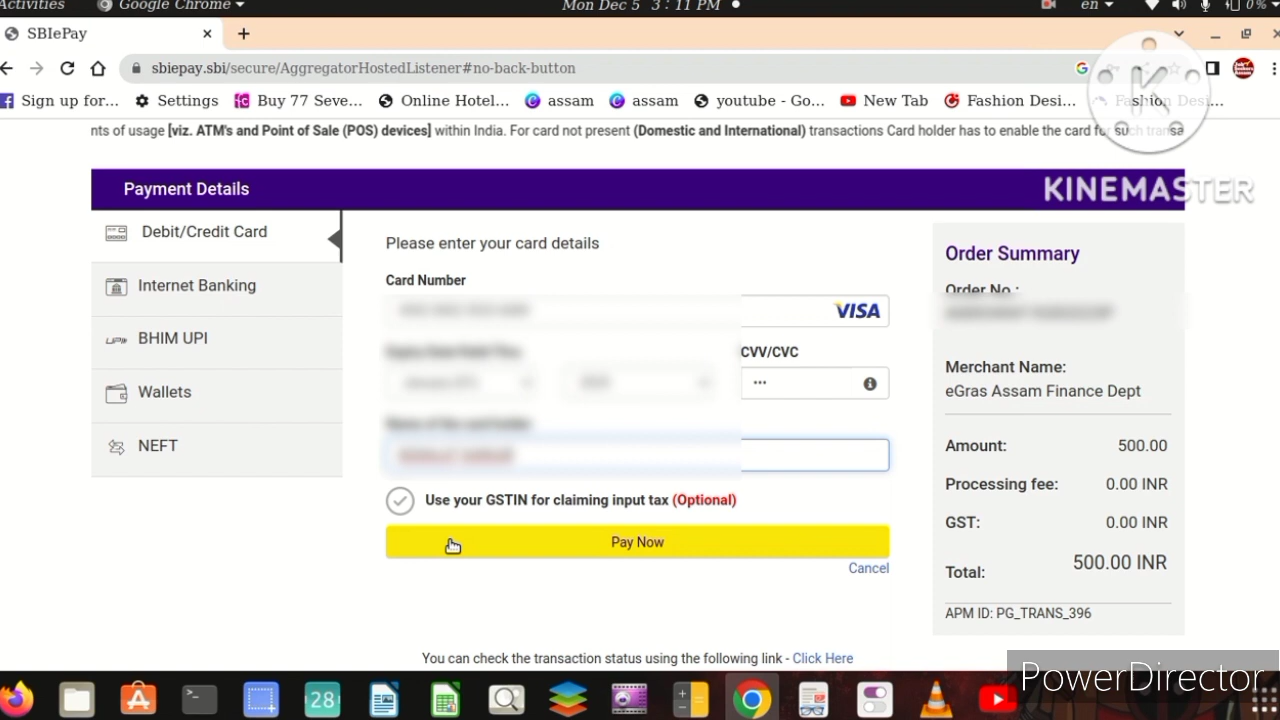 Activities
Google Chrome
Mon Dec 5 3:11 PM
en
0%
SBIePay
sbiepay.sbi/secure/AggregatorHostedListener#no-back-button
Sign up for...
Settings
Buy 77 Seve...
Online Hotel...
assam
assam
youtube - Go...
New Tab
Fashion Desi...
Fashion Desi...
nts of usage [viz. ATM's and Point of Sale (POS) devices] within India. For card not present (Domestic and International) transactions Card holder has to enable the card for such transa
KINEMASTER
Payment Details
Debit/Credit Card
Internet Banking
BHIM UPI
Wallets
NEFT
Please enter your card details
Card Number
VISA
CVV/CVC
***
Use your GSTIN for claiming input tax (Optional)
Pay Now
Cancel
Order Summary
Order No :
Merchant Name:
eGras Assam Finance Dept
Amount: 500.00
Processing fee: 0.00 INR
GST: 0.00 INR
Total: 500.00 INR
APM ID: PG_TRANS_396
You can check the transaction status using the following link - Click Here
28
PowerDirector